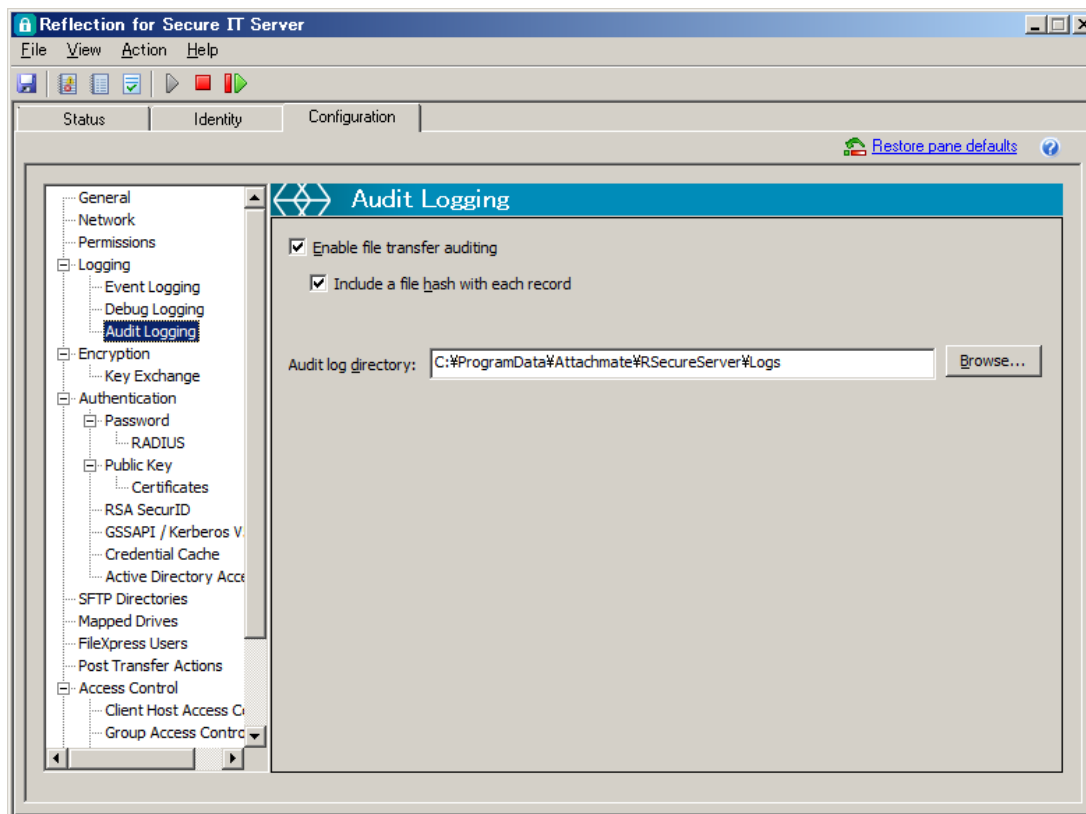 Reflection for Secure IT Server
File View Action Help
Status Identity Configuration
Restore pane defaults
General
Network
Permissions
Logging
Event Logging
Debug Logging
Audit Logging
Encryption
Key Exchange
Authentication
Password
RADIUS
Public Key
Certificates
RSA SecurID
GSSAPI / Kerberos V
Credential Cache
Active Directory Acce
SFTP Directories
Mapped Drives
FileXpress Users
Post Transfer Actions
Access Control
Client Host Access C
Group Access Contro
Audit Logging
Enable file transfer auditing
Include a file hash with each record
Audit log directory: C:¥ProgramData¥Attachmate¥RSecureServer¥Logs Browse...